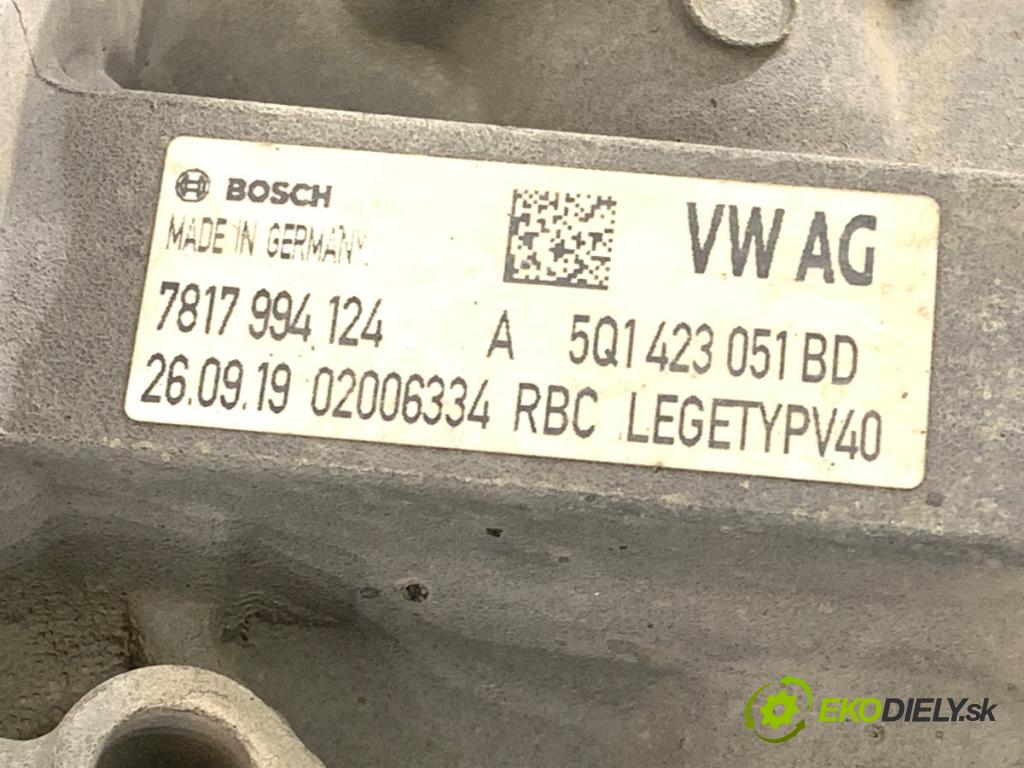 BOSCH
MADE IN GERMANY
VW AG
7817 994 124 A 5Q1 423 051 BD
26.09.19 02006334 RBC LEGETYPV40
EKODIELY.sk